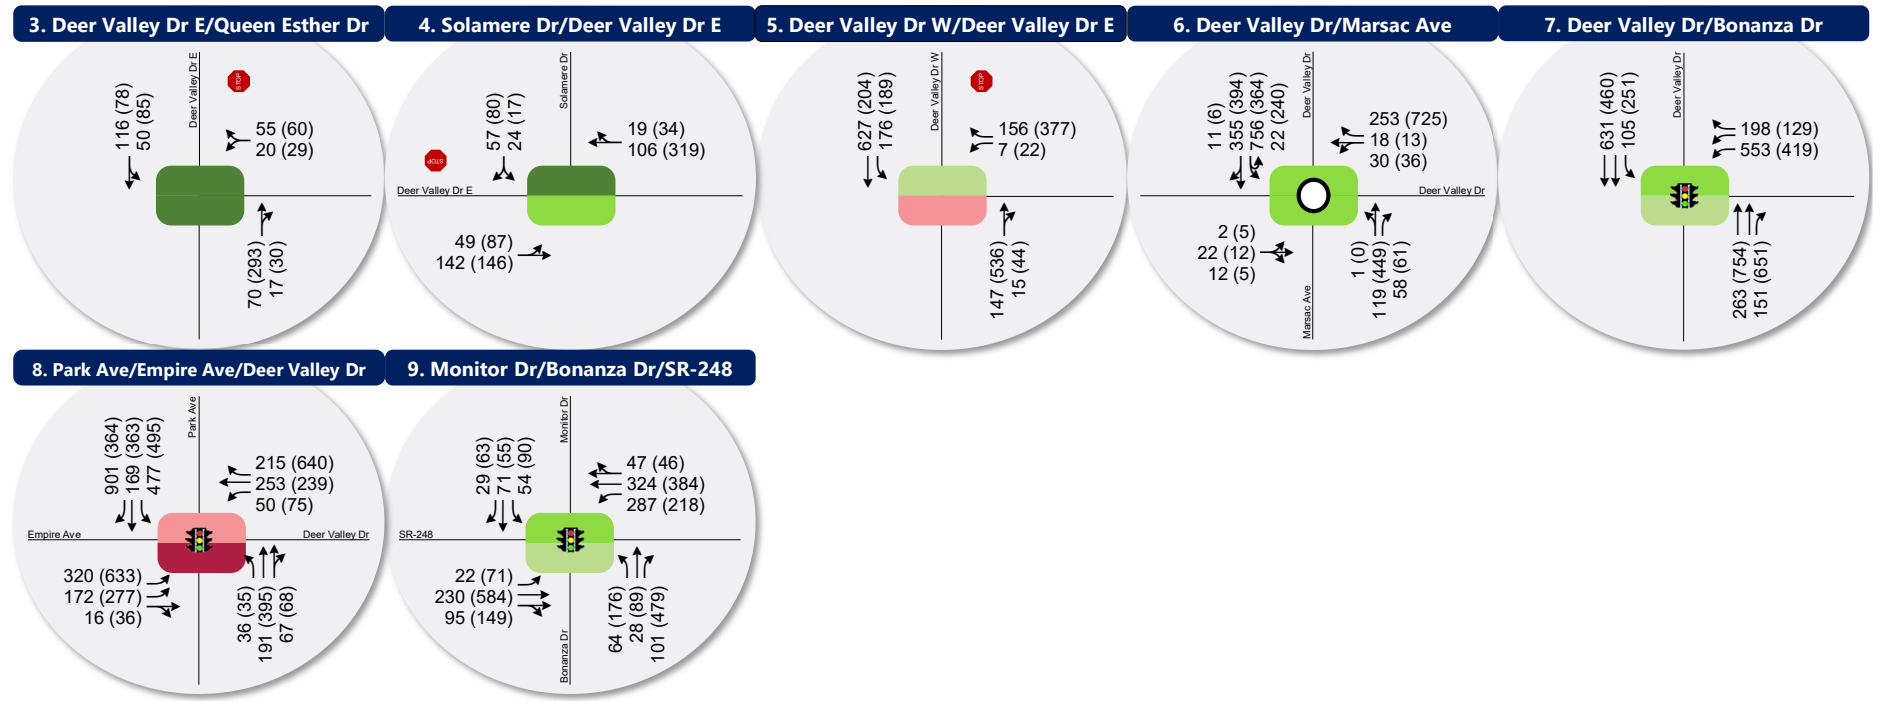 3. Deer Valley Dr E/Queen Esther Dr
116 (78)
50 (85)
Deer Valley Dr E
STOP
55 (60)
20 (29)
70 (293)
17 (30)
4. Solamere Dr/Deer Valley Dr E
STOP
57 (80)
24 (17)
Solamere Dr
19 (34)
106 (319)
Deer Valley Dr E
49 (87)
142 (146)
5. Deer Valley Dr W/Deer Valley Dr E
627 (204)
176 (189)
Deer Valley Dr W
STOP
156 (377)
7 (22)
147 (536)
15 (44)
6. Deer Valley Dr/Marsac Ave
11 (6)
355 (394)
756 (364)
22 (240)
Deer Valley Dr
253 (725)
18 (13)
30 (36)
Deer Valley Dr
2 (5)
22 (12)
12 (5)
Marsac Ave
1 (0)
119 (449)
58 (61)
7. Deer Valley Dr/Bonanza Dr
631 (460)
105 (251)
Deer Valley Dr
198 (129)
553 (419)
263 (754)
151 (651)
8. Park Ave/Empire Ave/Deer Valley Dr
901 (364)
169 (363)
477 (495)
Park Ave
215 (640)
253 (239)
50 (75)
Empire Ave
Deer Valley Dr
320 (633)
172 (277)
16 (36)
36 (35)
191 (395)
67 (68)
9. Monitor Dr/Bonanza Dr/SR-248
29 (63)
71 (55)
54 (90)
Monitor Dr
47 (46)
324 (384)
287 (218)
SR-248
22 (71)
230 (584)
95 (149)
Bonanza Dr
64 (176)
28 (89)
101 (479)